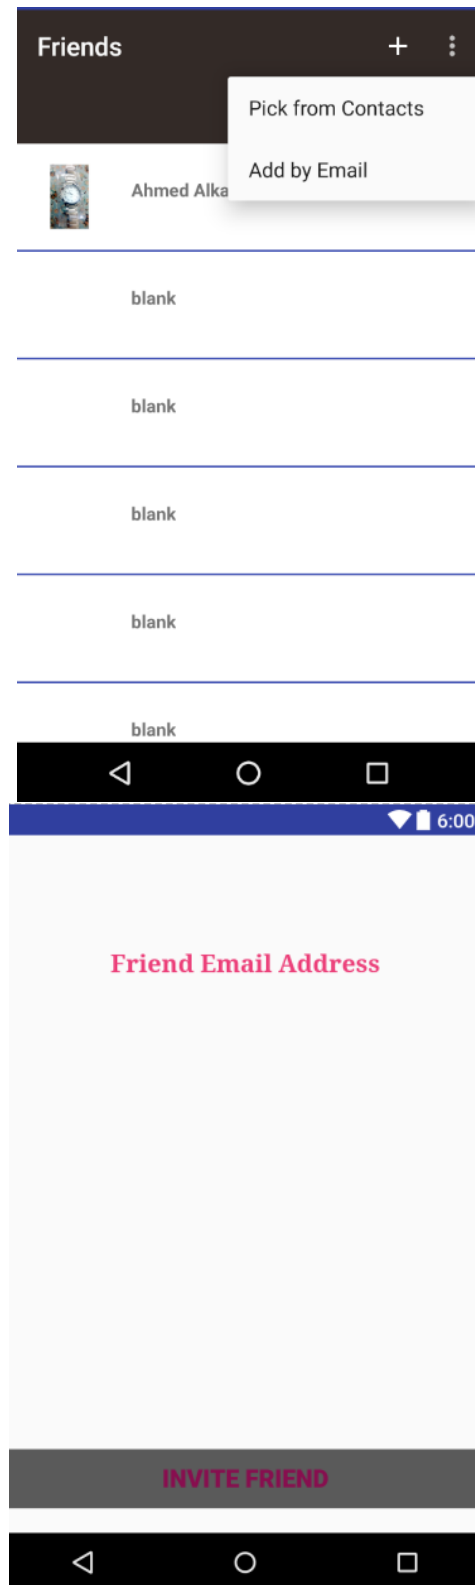 Friends
Pick from Contacts
Add by Email
Ahmed Alka
blank
blank
blank
blank
blank
6:00
Friend Email Address
INVITE FRIEND